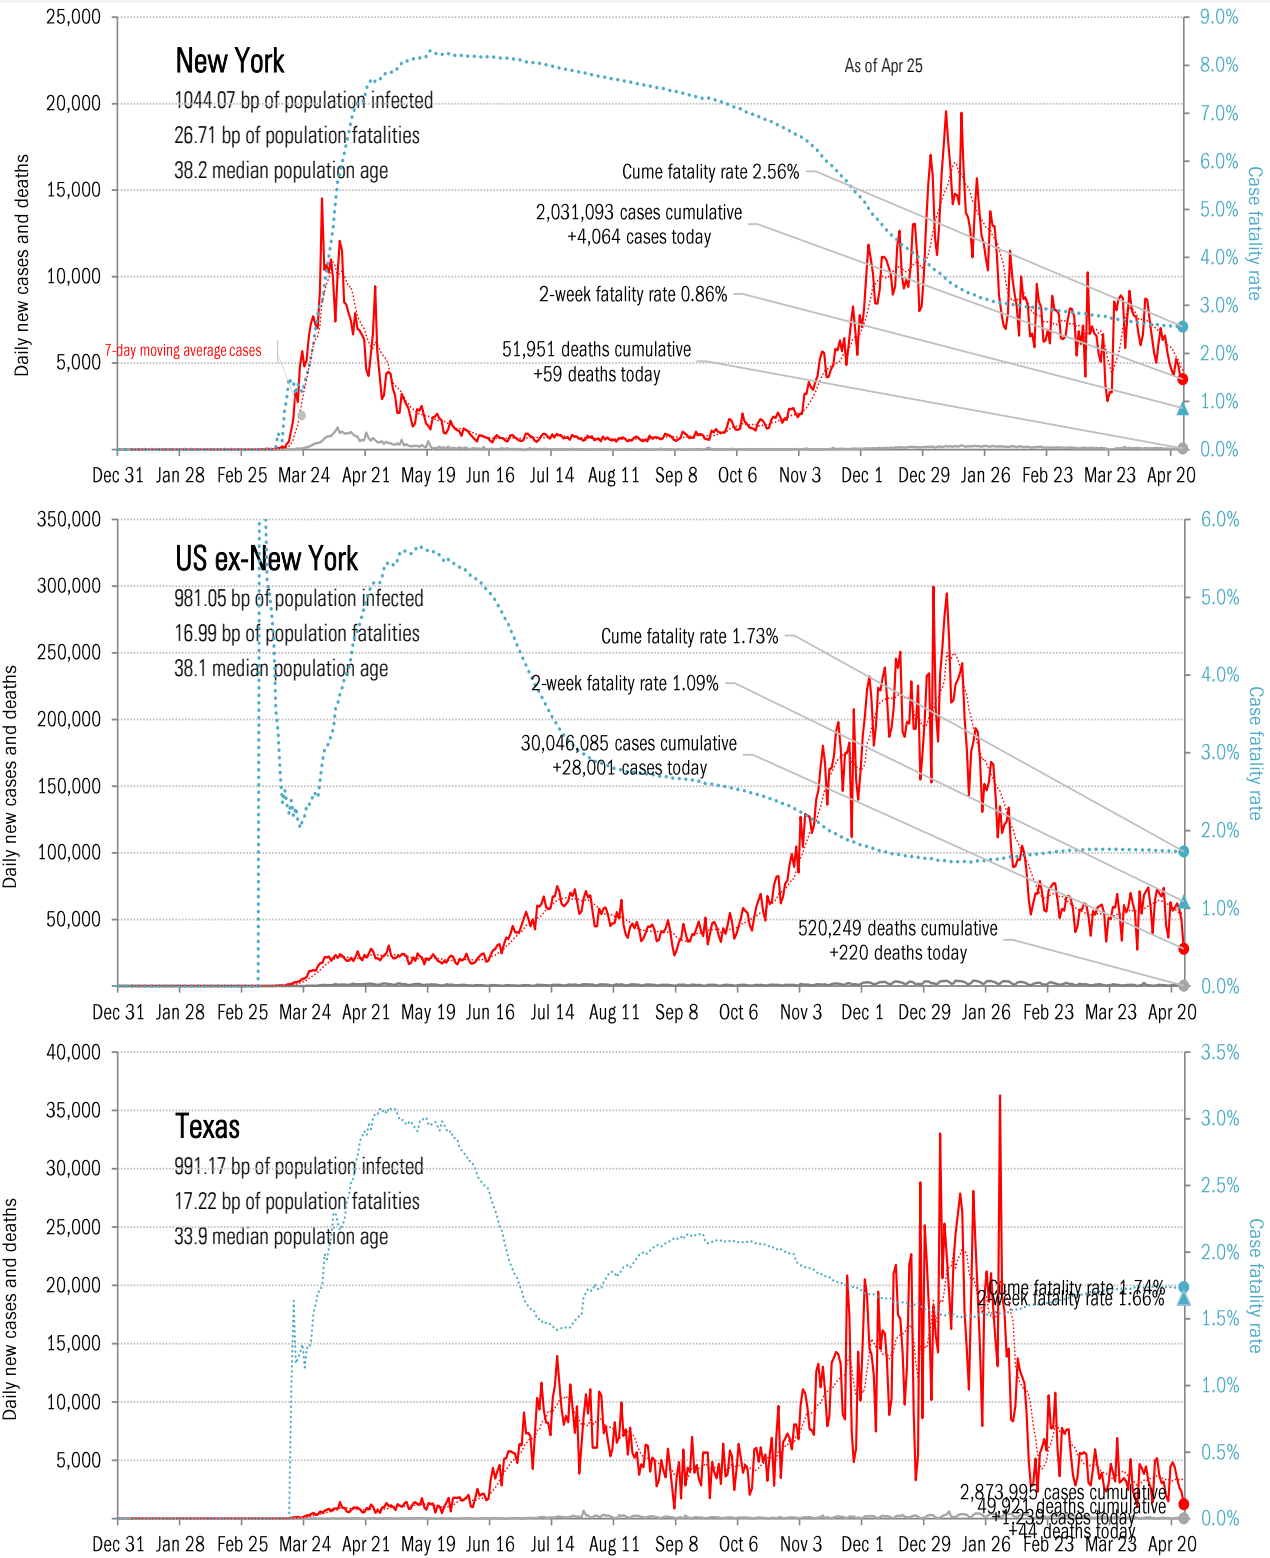 25,000
20,000
15,000
10,000
5,000
Daily new cases and deaths
New York
1044.07 bp of population infected
26.71 bp of population fatalities
38.2 median population age
As of Apr 25
Cume fatality rate 2.56%
2,031,093 cases cumulative
+4,064 cases today
2-week fatality rate 0.86%
51,951 deaths cumulative
+59 deaths today
7-day moving average cases
9.0%
8.0%
7.0%
6.0%
5.0%
4.0%
3.0%
2.0%
1.0%
0.0%
Case fatality rate
Dec 31 Jan 28 Feb 25 Mar 24 Apr 21 May 19 Jun 16 Jul 14 Aug 11 Sep 8 Oct 6 Nov 3 Dec 1 Dec 29 Jan 26 Feb 23 Mar 23 Apr 20
350,000
300,000
250,000
200,000
150,000
100,000
50,000
Daily new cases and deaths
US ex-New York
981.05 bp of population infected
16.99 bp of population fatalities
38.1 median population age
Cume fatality rate 1.73%
2-week fatality rate 1.09%
30,046,085 cases cumulative
+28,001 cases today
520,249 deaths cumulative
+220 deaths today
6.0%
5.0%
4.0%
3.0%
2.0%
1.0%
0.0%
Case fatality rate
Dec 31 Jan 28 Feb 25 Mar 24 Apr 21 May 19 Jun 16 Jul 14 Aug 11 Sep 8 Oct 6 Nov 3 Dec 1 Dec 29 Jan 26 Feb 23 Mar 23 Apr 20
40,000
35,000
30,000
25,000
20,000
15,000
10,000
5,000
Daily new cases and deaths
Texas
991.17 bp of population infected
17.22 bp of population fatalities
33.9 median population age
Cume fatality rate 1.74%
2-week fatality rate 1.66%
2,873,995 cases cumulative
49,921 deaths cumulative
+1,239 cases today
+44 deaths today
3.5%
3.0%
2.5%
2.0%
1.5%
1.0%
0.5%
0.0%
Case fatality rate
Dec 31 Jan 28 Feb 25 Mar 24 Apr 21 May 19 Jun 16 Jul 14 Aug 11 Sep 8 Oct 6 Nov 3 Dec 1 Dec 29 Jan 26 Feb 23 Mar 23 Apr 20